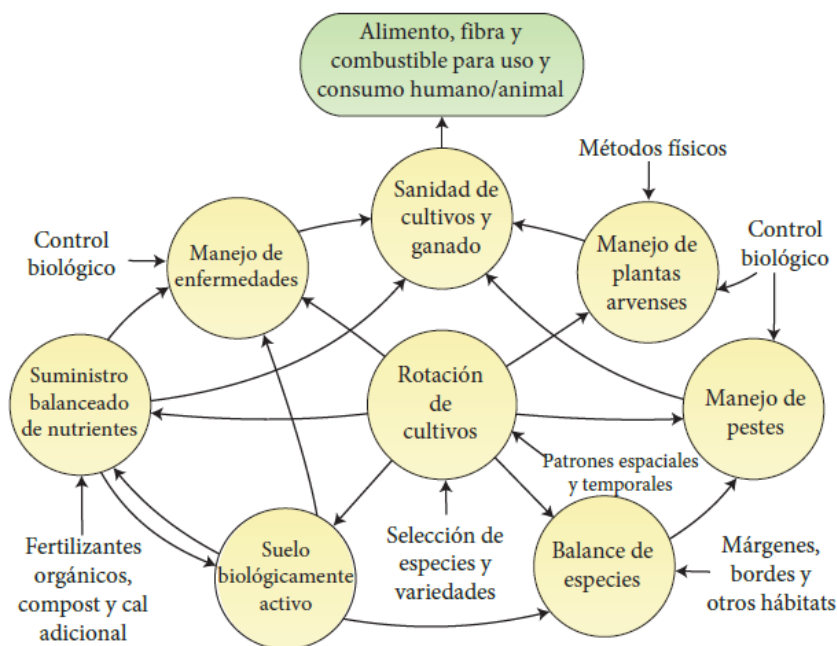 Alimento, fibra y
combustible para uso y
consumo humano/animal
Métodos físicos
Sanidad de
cultivos y
ganado
Control
biológico
Manejo de
enfermedades
Manejo de
plantas
arvenses
Control
biológico
Suministro
balanceado
de nutrientes
Rotación
de
cultivos
Manejo de
pestes
Patrones espaciales
y temporales
Fertilizantes
orgánicos,
compost y cal
adicional
Suelo
biológicamente
activo
Selección de
especies y
variedades
Balance de
especies
Márgenes,
bordes y
otros hábitats